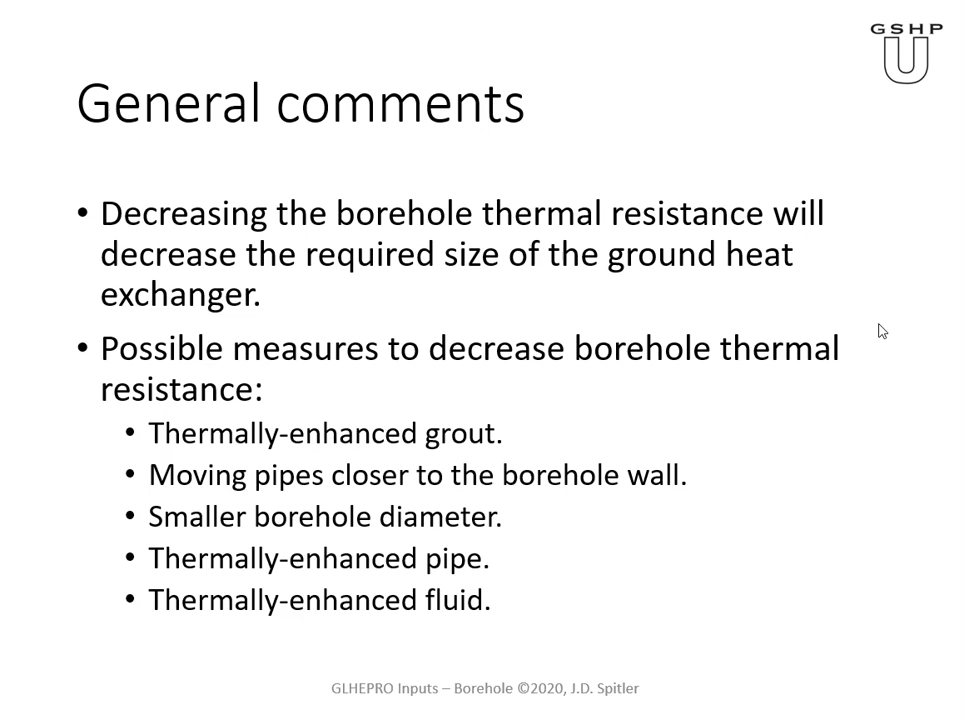 GSHP
U
General comments
• Decreasing the borehole thermal resistance will
decrease the required size of the ground heat
exchanger.
• Possible measures to decrease borehole thermal
resistance:
• Thermally-enhanced grout.
• Moving pipes closer to the borehole wall.
• Smaller borehole diameter.
• Thermally-enhanced pipe.
• Thermally-enhanced fluid.
GLHEPRO Inputs – Borehole ©2020, J.D. Spitler